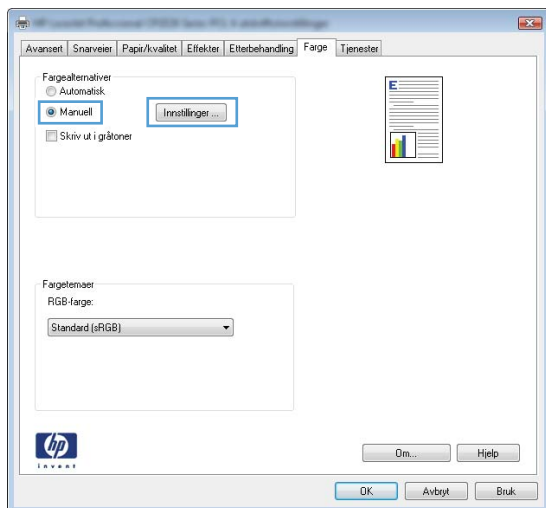 Avansert Snarveier Papir/kvalitet Effekter Etterbehandling Farge Tjenester
Fargealternativer
Automatisk
Manuell
Innstillinger ...
Skriv ut i gråtoner
E
Fargetemaer
RGB-farge:
Standard (sRGB)
hp
invent
Om... Hjelp
OK Avbryt Bruk